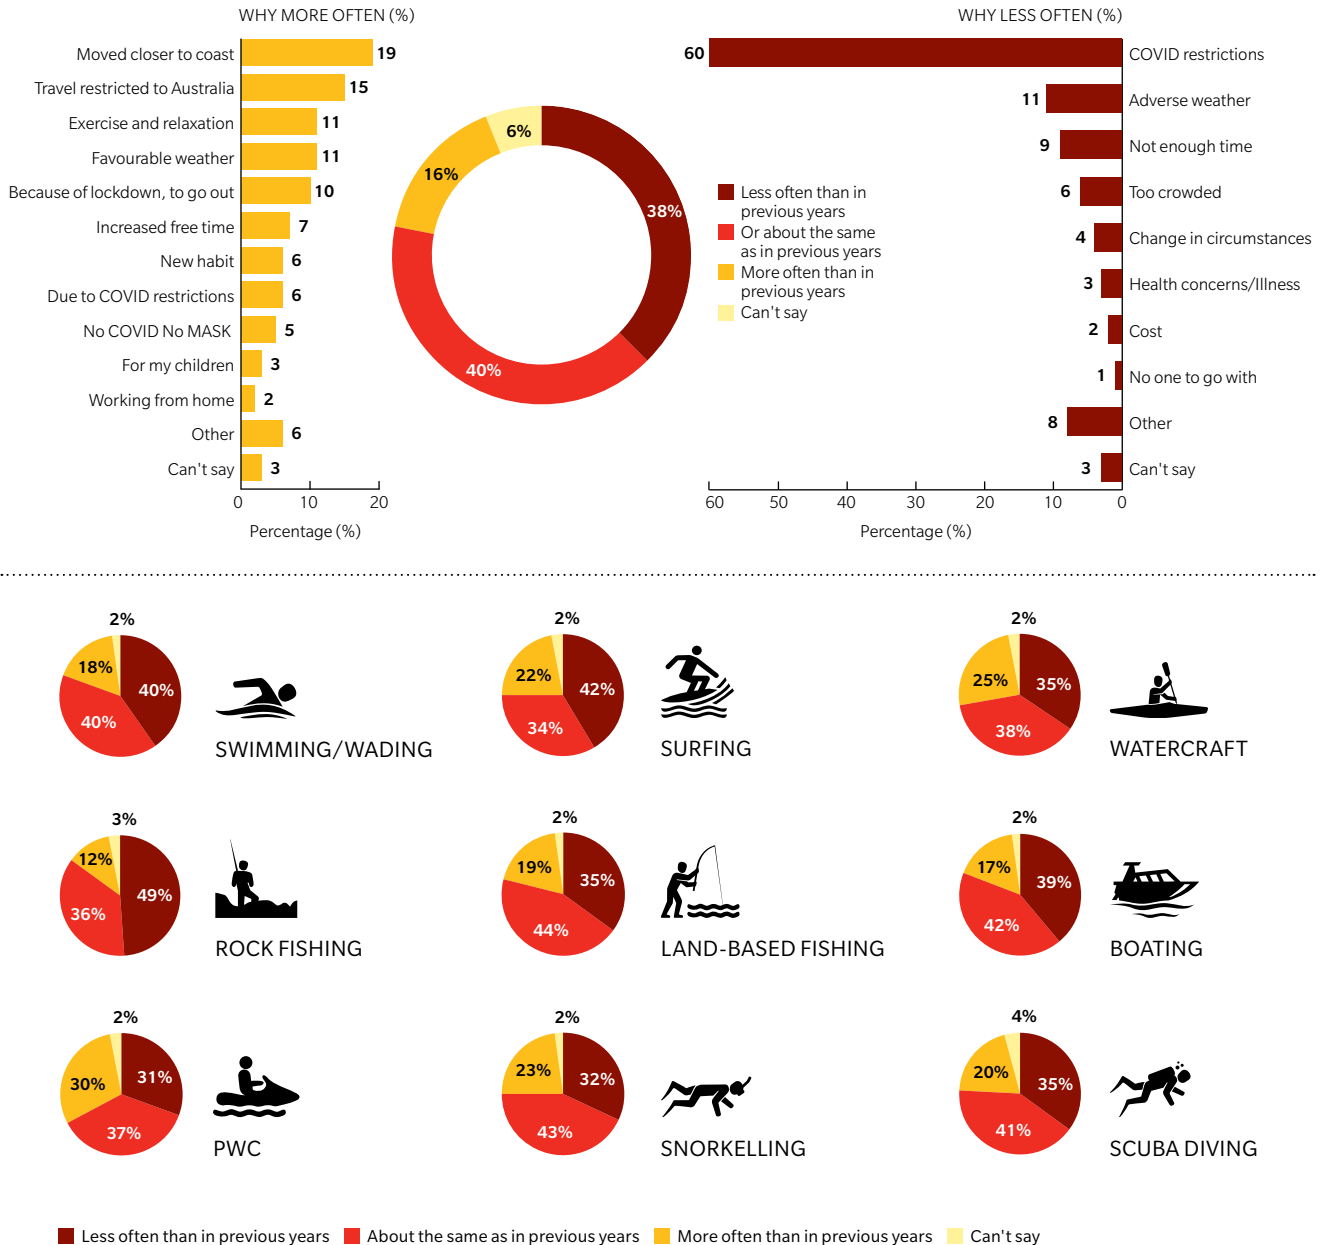 WHY MORE OFTEN (%)
Moved closer to coast 19
Travel restricted to Australia 15
Exercise and relaxation 11
Favourable weather 11
Because of lockdown, to go out 10
Increased free time 7
New habit 6
Due to COVID restrictions 6
No COVID No MASK 5
For my children 3
Working from home 2
Other 6
Can't say 3
0 10 20
Percentage (%)
6%
16%
38%
40%
Less often than in
previous years
Or about the same
as in previous years
More often than in
previous years
Can't say
WHY LESS OFTEN (%)
60 COVID restrictions
11 Adverse weather
9 Not enough time
6 Too crowded
4 Change in circumstances
3 Health concerns/Illness
2 Cost
1 No one to go with
8 Other
3 Can't say
60 50 40 30 20 10 0
Percentage (%)
2%
18%
40%
40%
SWIMMING/WADING
2%
22%
42%
34%
SURFING
2%
25%
35%
38%
WATERCRAFT
3%
12%
49%
36%
ROCK FISHING
2%
19%
35%
44%
LAND-BASED FISHING
2%
17%
39%
42%
BOATING
2%
30%
31%
37%
PWC
2%
23%
32%
43%
SNORKELLING
4%
20%
35%
41%
SCUBA DIVING
Less often than in previous years About the same as in previous years More often than in previous years Can't say